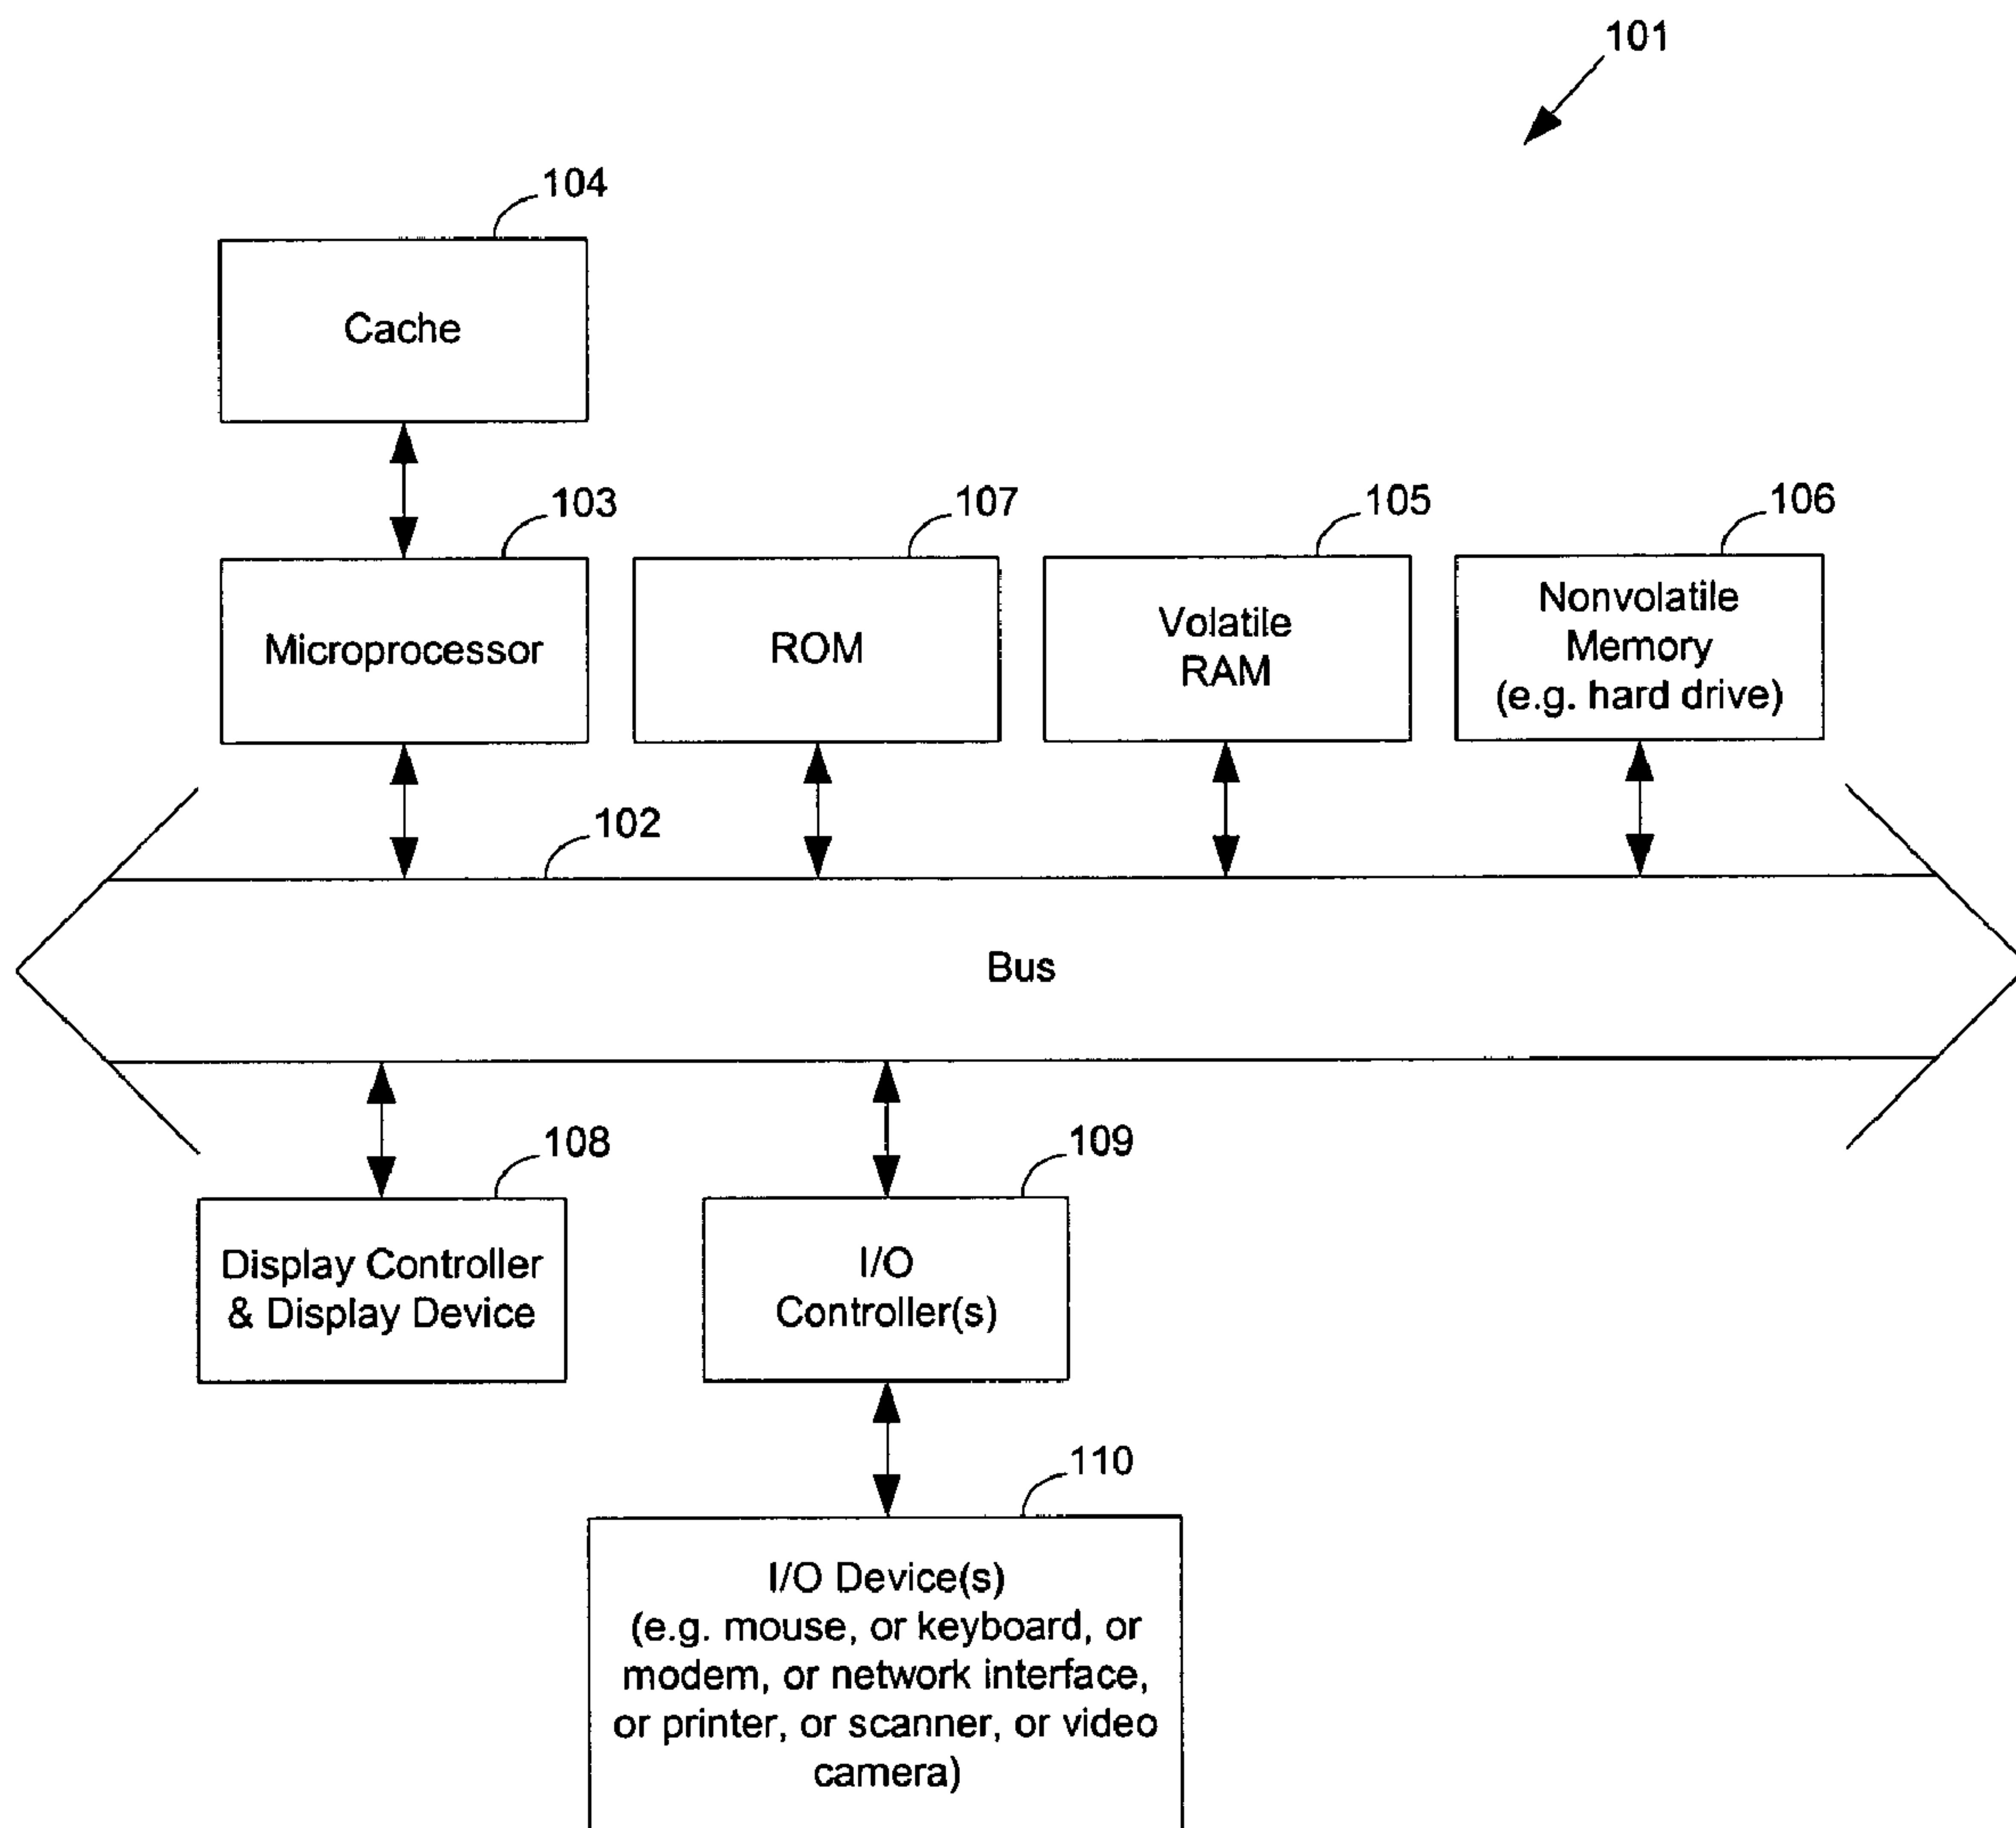 101
104
Cache
103
107
105
106
Microprocessor
ROM
Volatile
RAM
Nonvolatile
Memory
(e.g. hard drive)
102
Bus
108
109
Display Controller
& Display Device
I/O
Controller(s)
110
I/O Device(s)
(e.g. mouse, or keyboard, or
modem, or network interface,
or printer, or scanner, or video
camera)